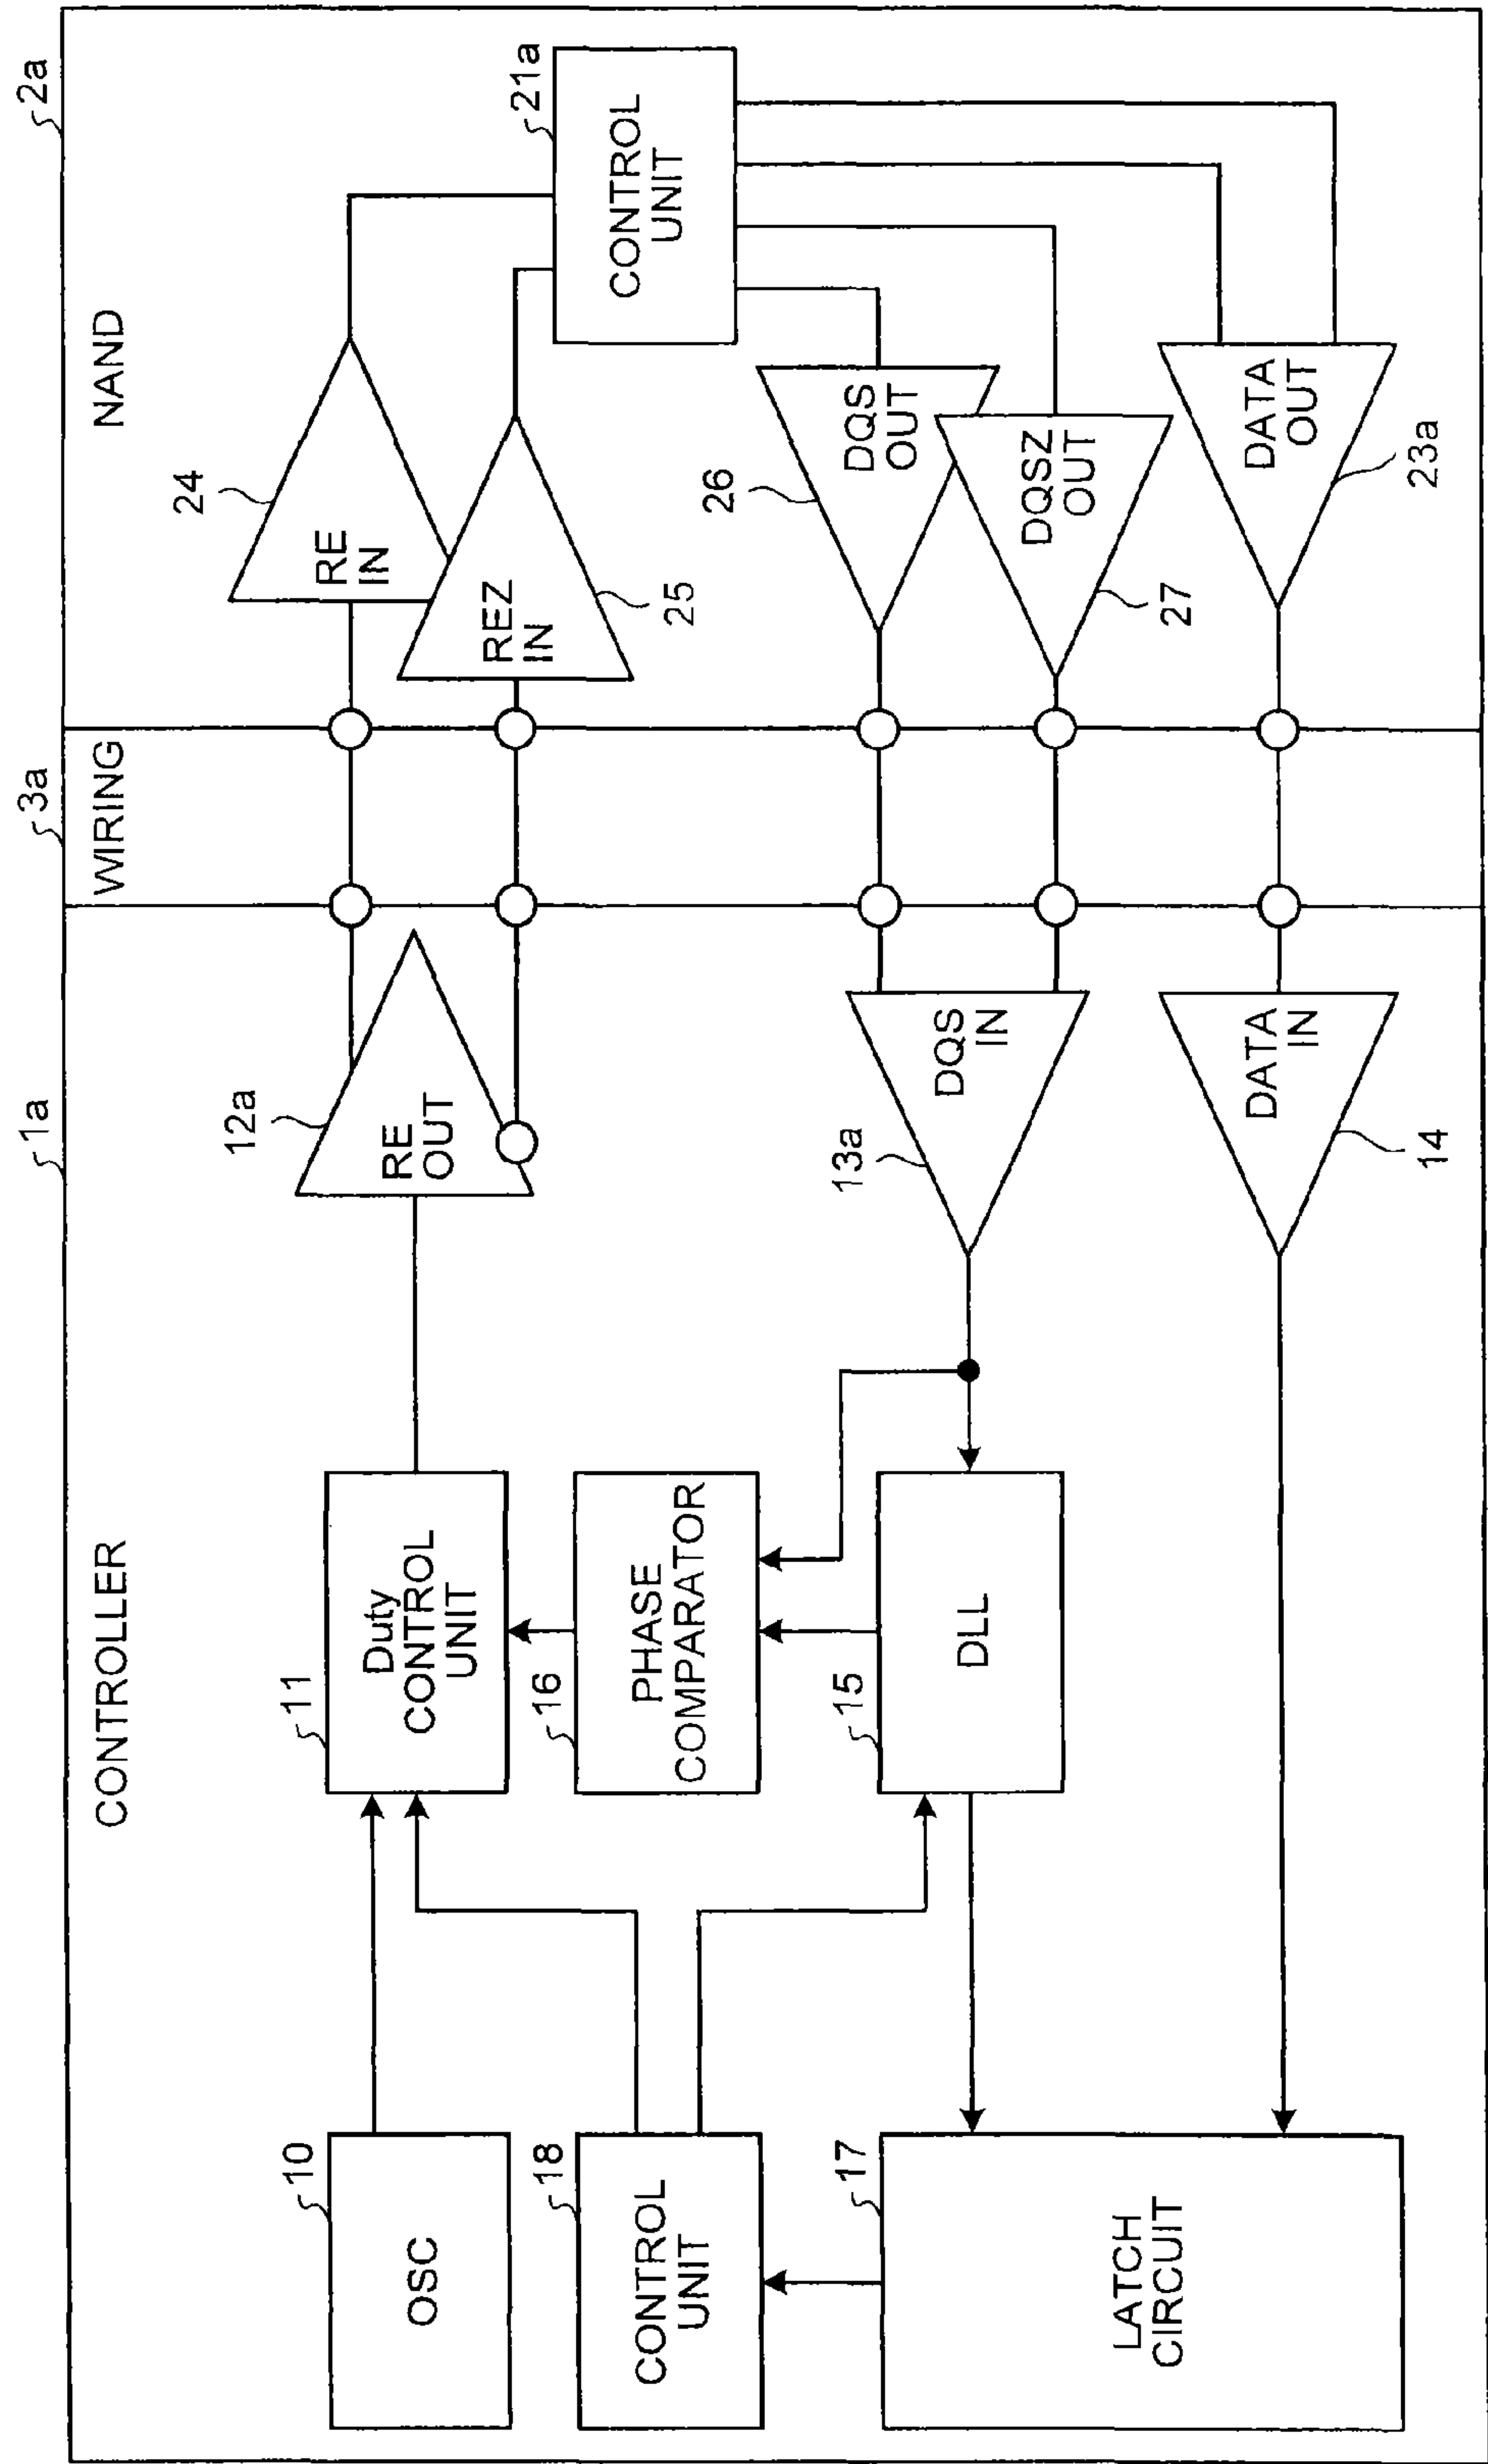 1a
3a
2a
CONTROLLER
WIRING
NAND
10
OSC
11
Duty
CONTROL
UNIT
12a
RE
OUT
24
RE
IN
REZ
IN
25
21a
CONTROL
UNIT
18
CONTROL
UNIT
16
PHASE
COMPARATOR
17
LATCH
CIRCUIT
15
DLL
13a
DQS
IN
26
DQS
OUT
DQSZ
OUT
27
DATA
IN
14
DATA
OUT
23a